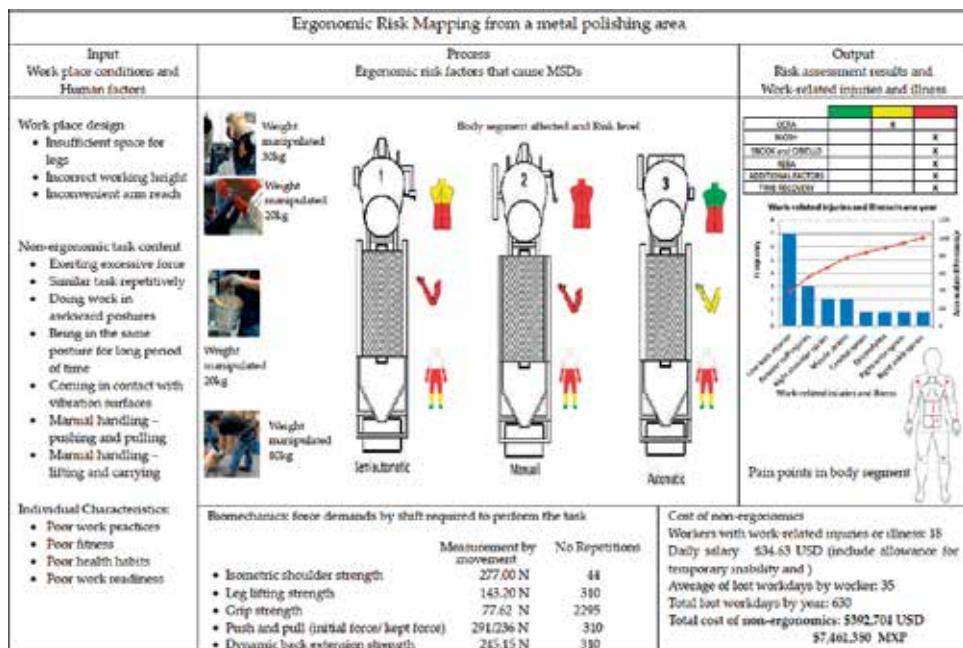 Ergonomic Risk Mapping from a metal polishing area
Input
Work place conditions and
Human factors
Process
Ergonomic risk factors that cause MSDs
Output
Risk assessment results and
Work-related injuries and illness
Work place design
• Insufficient space for
legs
• Incorrect working height
• Inconvenient arm reach
Non-ergonomic task content
• Exerting excessive force
• Similar task repetitively
• Doing work in
awkward postures
• Being in the same
posture for long period
of time
• Coming in contact with
vibration surfaces
• Manual handling –
pushing and pulling
• Manual handling –
lifting and carrying
Individual Characteristics:
• Poor work practices
• Poor fitness
• Poor health habits
• Poor work readiness
Weight
manipulated
30kg
Weight
manipulated
20kg
Weight
manipulated
20kg
Weight
manipulated
80kg
Body segment affected and Risk level
1
2
3
Semiautomatic
Manual
Automatic
OCRA X
NIOSH X
SNOOK and CIRIELLO X
REBA X
ADDITIONAL FACTORS X
TIME RECOVERY X
Work-related injuries and illness in one year
Frequency
Work-related injuries and illness
Pain points in body segment
Biomechanics: force demands by shift required to perform the task
Measurement by
movement
No Repetitions
• Isometric shoulder strength 277.00 N 44
• Leg lifting strength 143.20 N 310
• Grip strength 77.62 N 2295
• Push and pull (initial force/ kept force) 291/236 N 310
• Dynamic back extension strength 245.15 N 310
Cost of non-ergonomics
Workers with work-related injuries or illness: 18
Daily salary $34.63 USD (include allowance for
temporary inability and )
Average of lost workdays by worker: 35
Total lost workdays by year: 630
Total cost of non-ergonomics: $392,704 USD
MXP